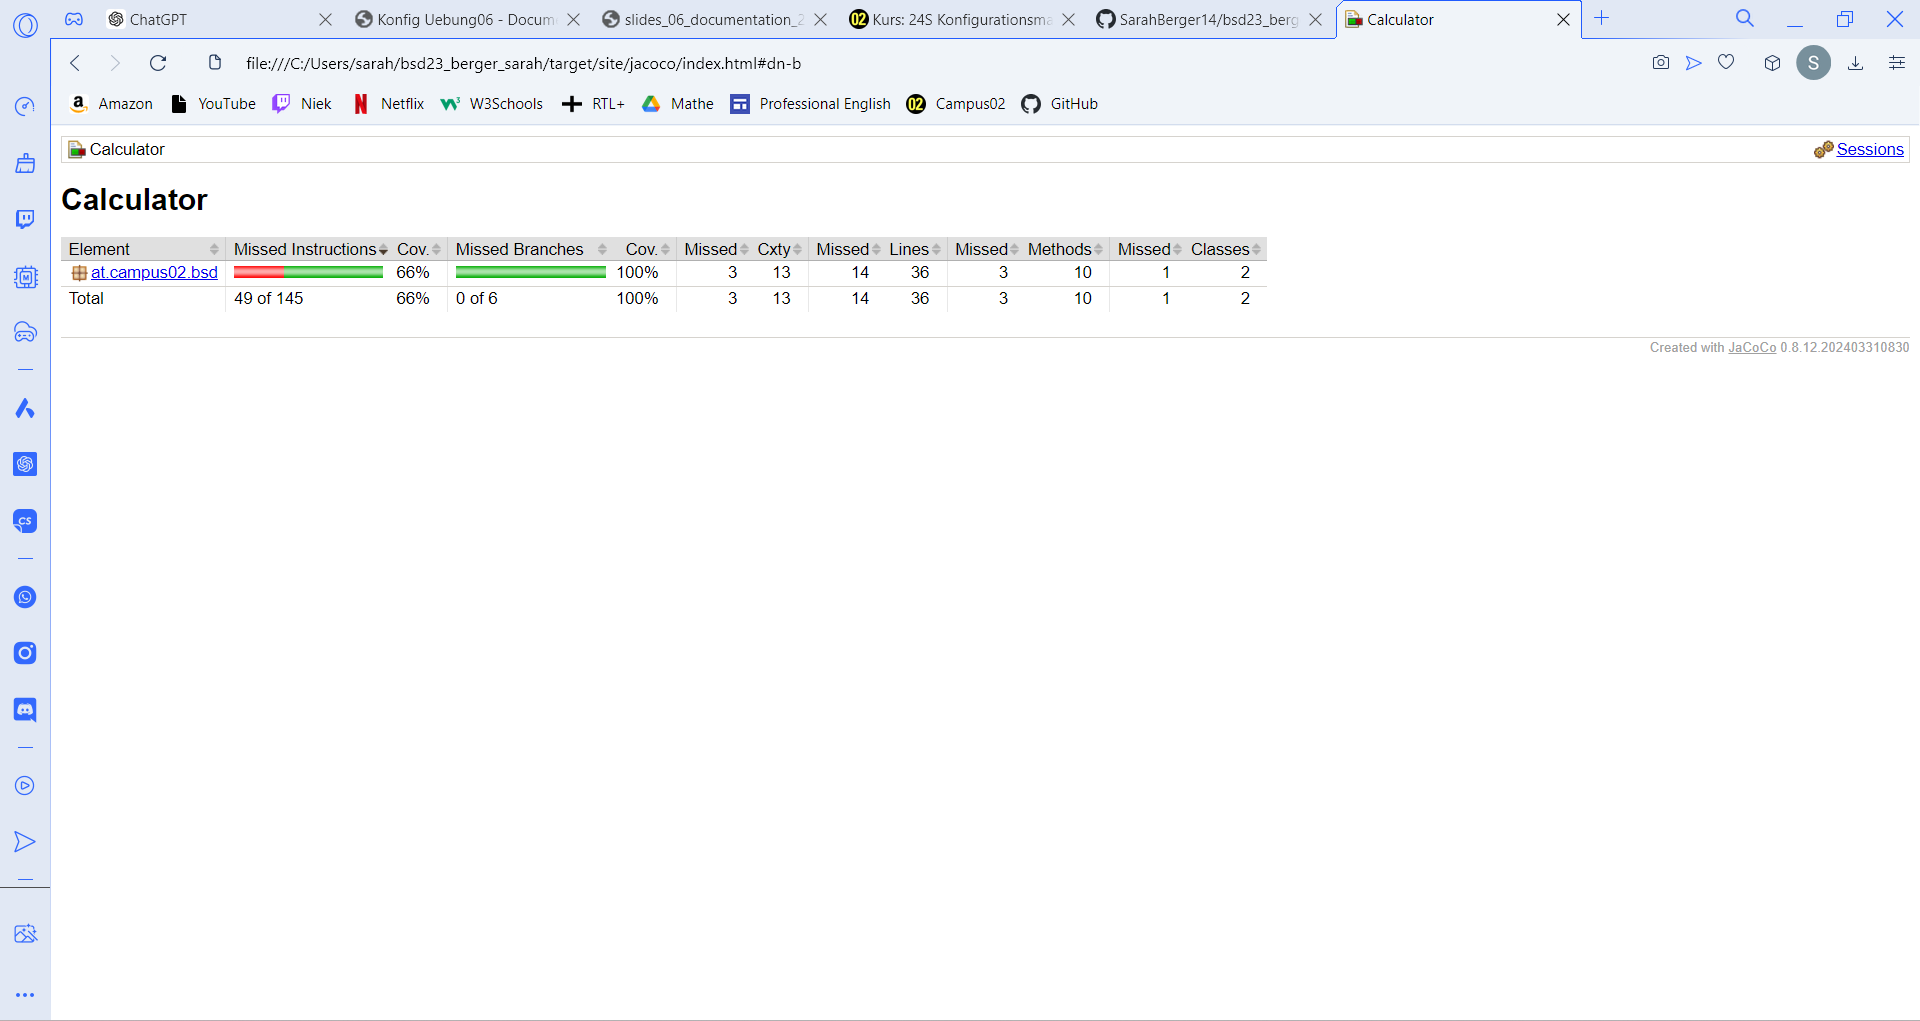 ChatGPT
Konfig Uebung06 - Docum
slides_06_documentation_2
Kurs: 24S Konfigurationsma
SarahBerger14/bsd23_berg
Calculator
file:///C:/Users/sarah/bsd23_berger_sarah/target/site/jacoco/index.html#dn-b
S
Amazon YouTube Niek Netflix W3Schools RTL+ Mathe Professional English 02 Campus02 GitHub
Calculator Sessions
Calculator
Element Missed Instructions Cov. Missed Branches Cov. Missed Cxty Missed Lines Missed Methods Missed Classes
at.campus02.bsd 66% 100% 3 13 14 36 3 10 1 2
Total 49 of 145 66% 0 of 6 100% 3 13 14 36 3 10 1 2
Created with JaCoCo 0.8.12.202403310830
CS